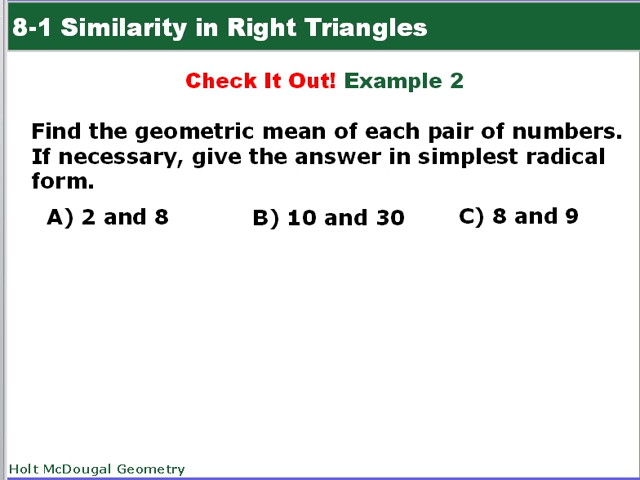 8-1 Similarity in Right Triangles
Check It Out! Example 2
Find the geometric mean of each pair of numbers.
If necessary, give the answer in simplest radical
form.
A) 2 and 8 B) 10 and 30 C) 8 and 9
Holt McDougal Geometry